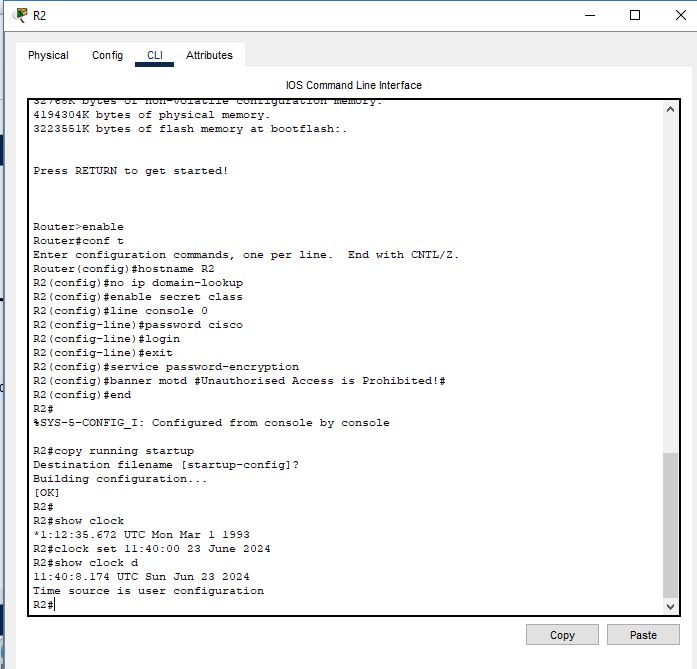 R2
Physical Config CLI Attributes
IOS Command Line Interface
32768K bytes of non-volatile configuration memory.
4194304K bytes of physical memory.
3223551K bytes of flash memory at bootflash:.
Press RETURN to get started!
Router>enable
Router#conf t
Enter configuration commands, one per line.  End with CNTL/Z.
Router(config)#hostname R2
R2(config)#no ip domain-lookup
R2(config)#enable secret class
R2(config)#line console 0
R2(config-line)#password cisco
R2(config-line)#login
R2(config-line)#exit
R2(config)#service password-encryption
R2(config)#banner motd #Unauthorised Access is Prohibited!#
R2(config)#end
R2#
%SYS-5-CONFIG_I: Configured from console by console
R2#copy running startup
Destination filename [startup-config]?
Building configuration...
[OK]
R2#
R2#show clock
*1:12:35.672 UTC Mon Mar 1 1993
R2#clock set 11:40:00 23 June 2024
R2#show clock d
11:40:8.174 UTC Sun Jun 23 2024
Time source is user configuration
R2#
Copy Paste